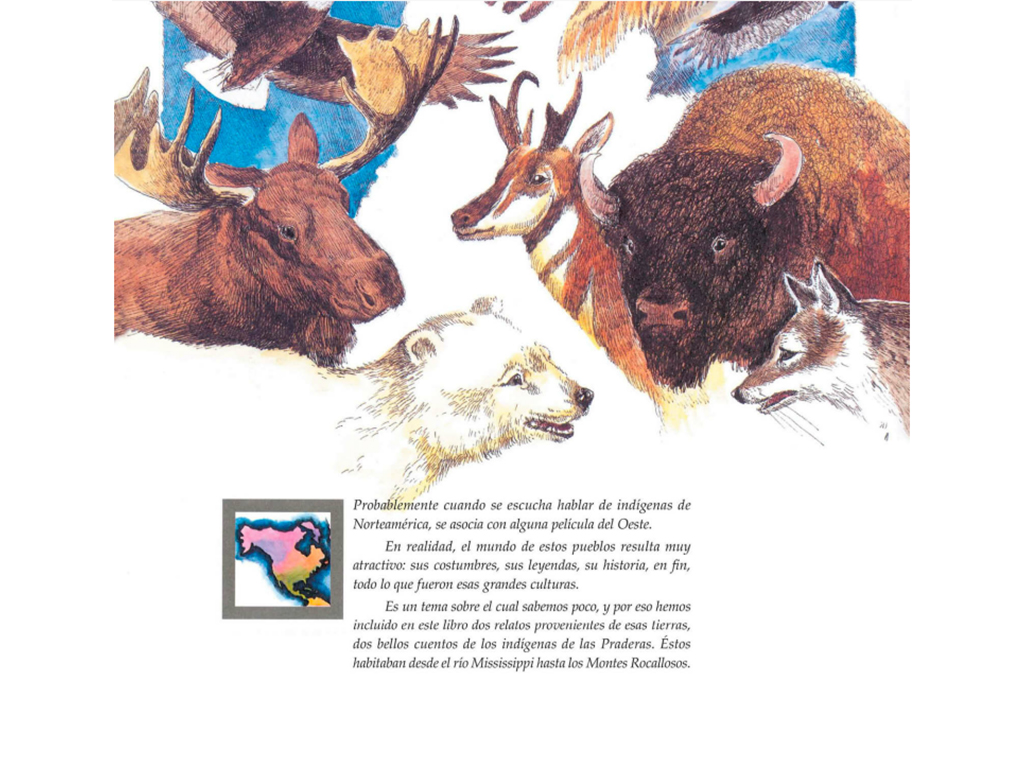 Probablemente cuando se escucha hablar de indígenas de
Norteamérica, se asocia con alguna película del Oeste.
En realidad, el mundo de estos pueblos resulta muy
atractivo: sus costumbres, sus leyendas, su historia, en fin,
todo lo que fueron esas grandes culturas.
Es un tema sobre el cual sabemos poco, y por eso hemos
incluido en este libro dos relatos provenientes de esas tierras,
dos bellos cuentos de los indígenas de las Praderas. Éstos
habitaban desde el río Mississippi hasta los Montes Rocallosos.